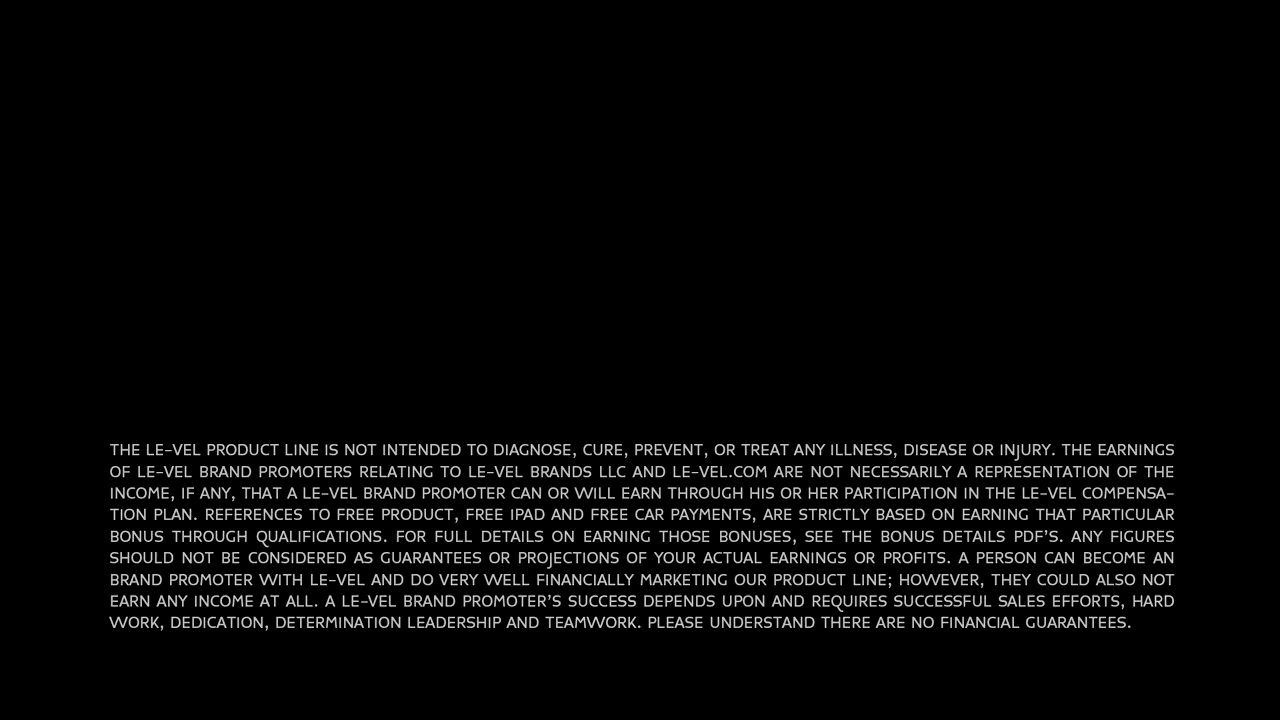 THE LE-VEL PRODUCT LINE IS NOT INTENDED TO DIAGNOSE, CURE, PREVENT, OR TREAT ANY ILLNESS, DISEASE OR INJURY. THE EARNINGS
OF LE-VEL BRAND PROMOTERS RELATING TO LE-VEL BRANDS LLC AND LE-VEL.COM ARE NOT NECESSARILY A REPRESENTATION OF THE
INCOME, IF ANY, THAT A LE-VEL BRAND PROMOTER CAN OR WILL EARN THROUGH HIS OR HER PARTICIPATION IN THE LE-VEL COMPENSA-
TION PLAN. REFERENCES TO FREE PRODUCT, FREE IPAD AND FREE CAR PAYMENTS, ARE STRICTLY BASED ON EARNING THAT PARTICULAR
BONUS THROUGH QUALIFICATIONS. FOR FULL DETAILS ON EARNING THOSE BONUSES, SEE THE BONUS DETAILS PDF'S. ANY FIGURES
SHOULD NOT BE CONSIDERED AS GUARANTEES OR PROJECTIONS OF YOUR ACTUAL EARNINGS OR PROFITS. A PERSON CAN BECOME AN
BRAND PROMOTER WITH LE-VEL AND DO VERY WELL FINANCIALLY MARKETING OUR PRODUCT LINE; HOWEVER, THEY COULD ALSO NOT
EARN ANY INCOME AT ALL. A LE-VEL BRAND PROMOTER'S SUCCESS DEPENDS UPON AND REQUIRES SUCCESSFUL SALES EFFORTS, HARD
WORK, DEDICATION, DETERMINATION LEADERSHIP AND TEAMWORK. PLEASE UNDERSTAND THERE ARE NO FINANCIAL GUARANTEES.